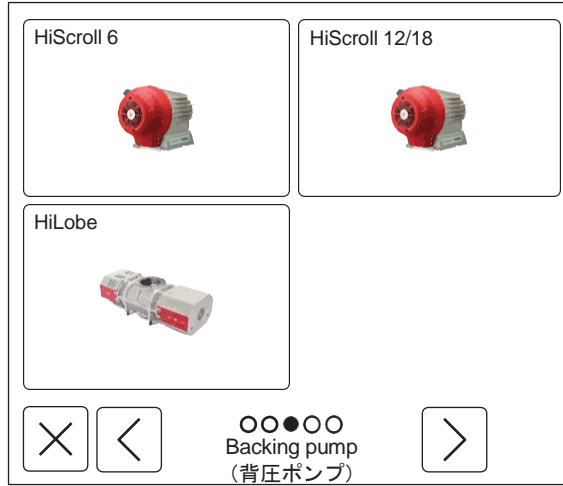 HiScroll 6
HiScroll 12/18
HiLobe
Backing pump
（背圧ポンプ）